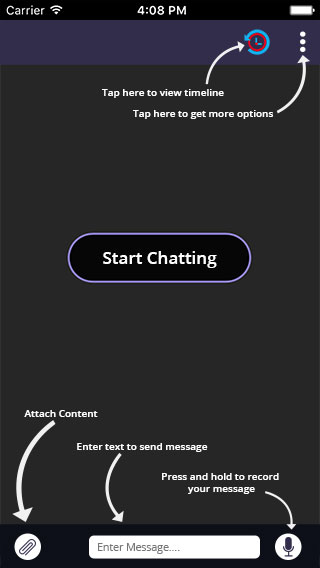 Carrier 4:08 PM
Tap here to view timeline
Tap here to get more options
Start Chatting
Attach Content
Enter text to send message
Press and hold to record
your message
Enter Message....